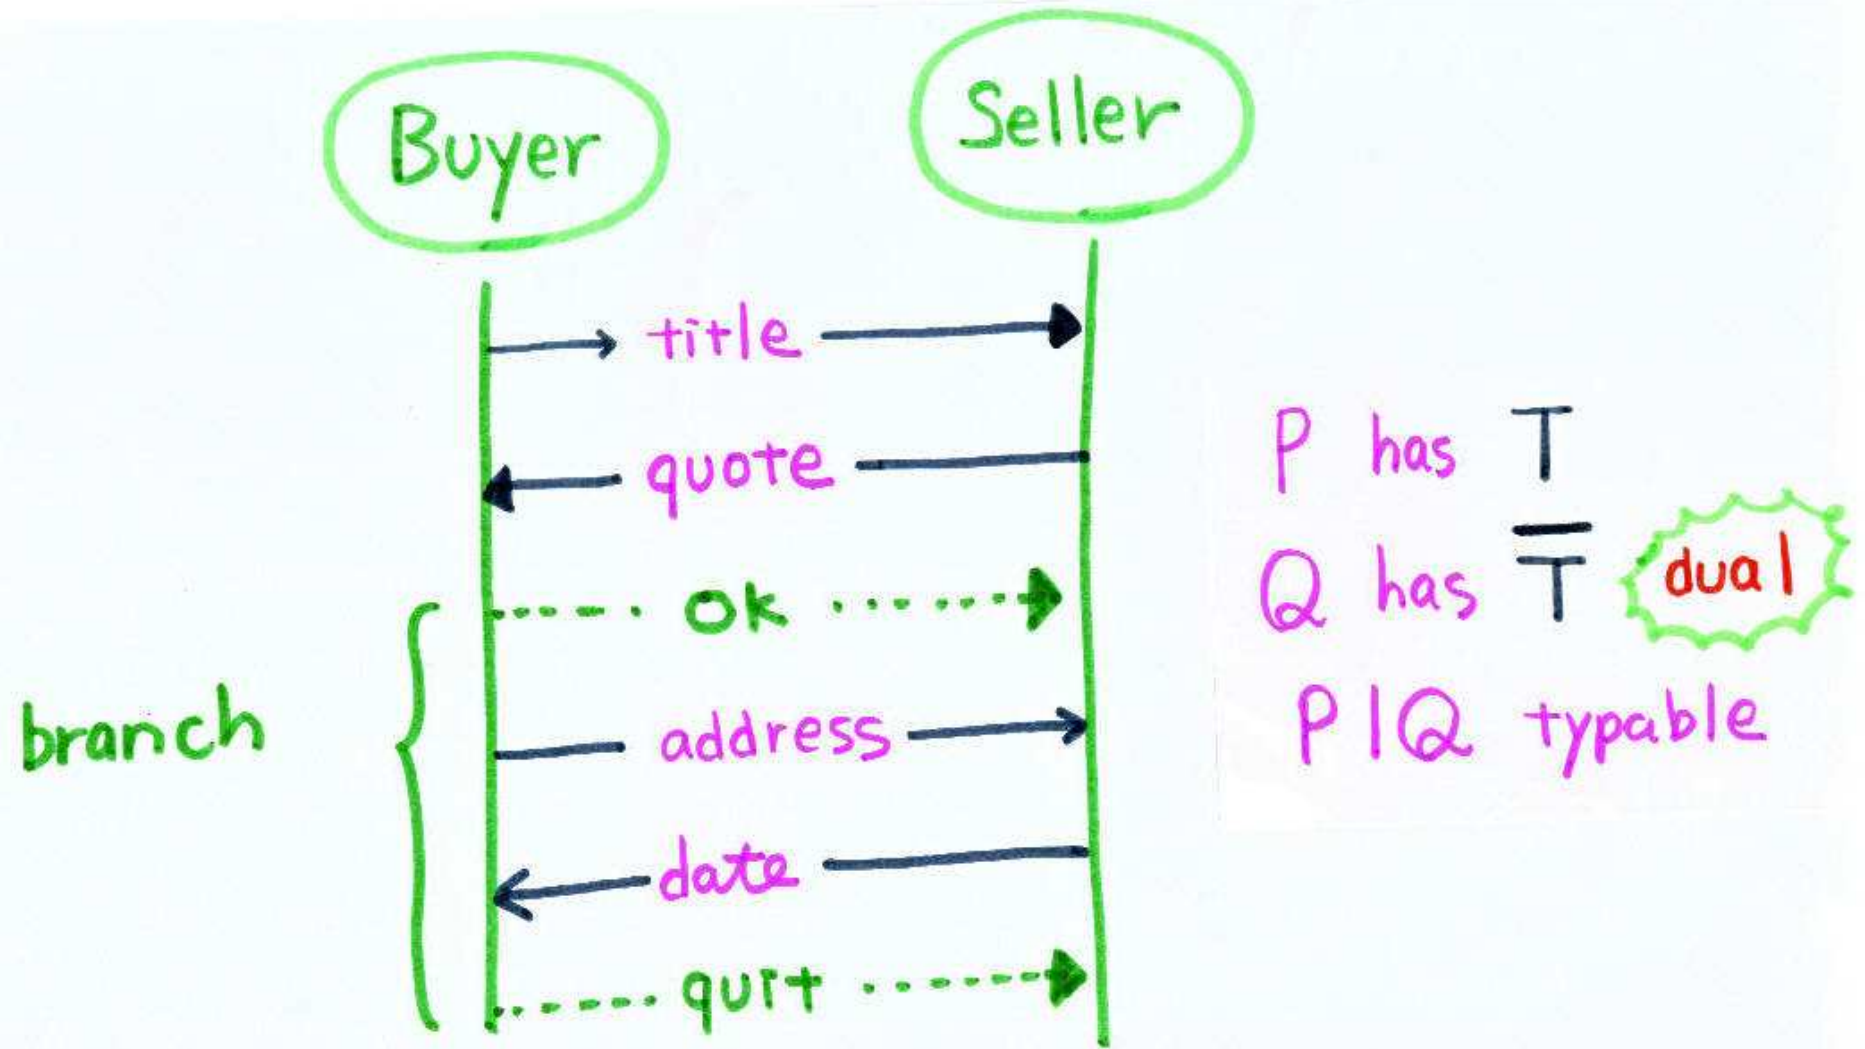 Buyer
Seller
title
quote
ok
branch
address
date
quit
P has T
Q has T̅
dual
P|Q typable